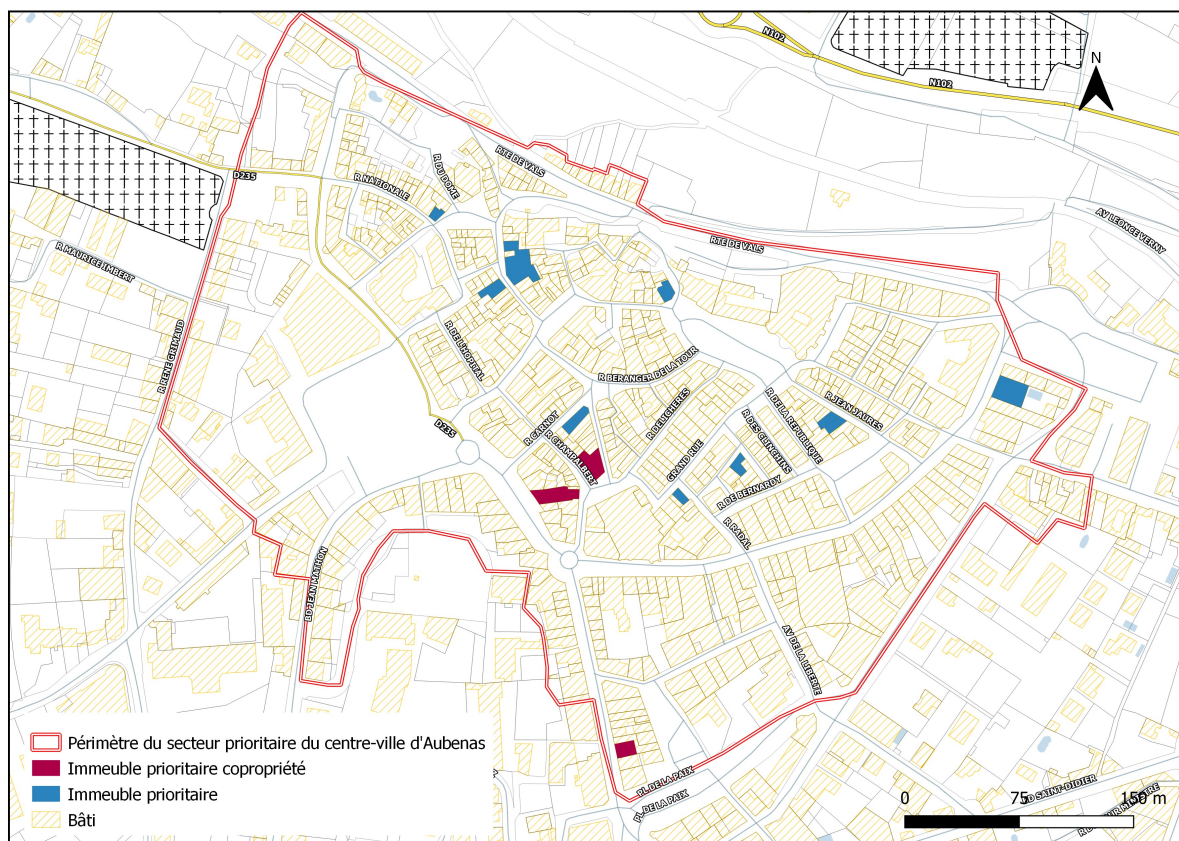 N102
N102
N
RTE DE VALS
R DU DOME
D235
R NATIONALE
AV LEONCE VERNY
RTE DE VALS
R MAURICE IMBERT
R RENE GRIMAUD
R DE L'HOPITAL
R BERANGER DE LA TOUR
R DELICHERES
R JEAN JAURES
R DE LA REPUBLIQUE
R CARNOT
D235
R CHAMPALBERT
R DES CUNCHINS
GRAND RUE
R DE BERNARDY
R RADAL
BD JEAN MATHON
AV DE LA LIBERTE
PL DE LA PAIX
PL DE LA PAIX
SAINT-DIDIER
Périmètre du secteur prioritaire du centre-ville d'Aubenas
Immeuble prioritaire copropriété
Immeuble prioritaire
Bâti
0
75
150 m